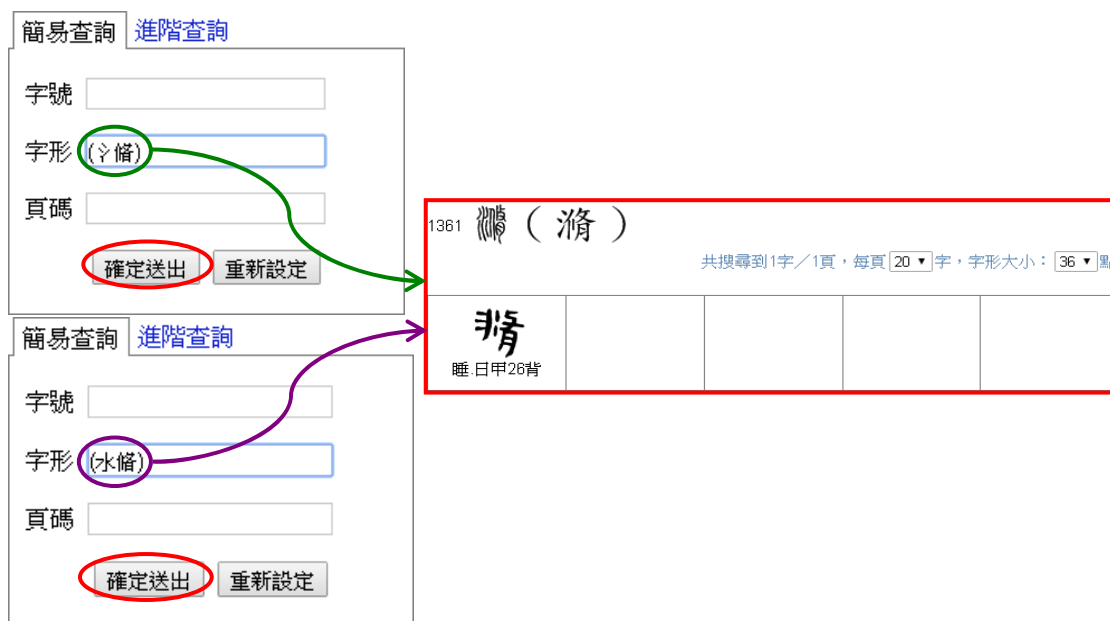 簡易查詢 進階查詢
字號
字形 (氵脩)
頁碼
確定送出 重新設定
簡易查詢 進階查詢
字號
字形 (水脩)
頁碼
確定送出 重新設定
1361 滫（滫）
共搜尋到1字／1頁，每頁 20 ▼ 字，字形大小： 36 ▼ 點
睡.日甲26背